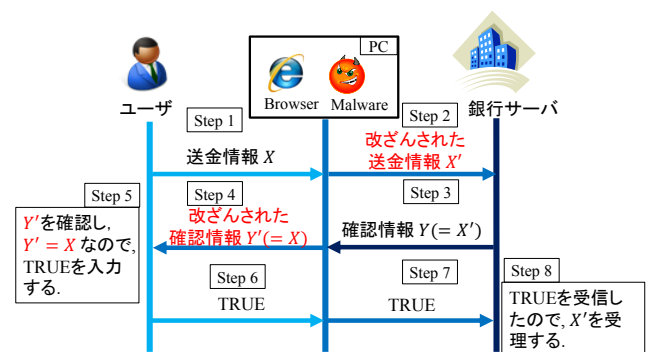 PC
Browser Malware
ユーザ
銀行サーバ
Step 1
送金情報 X
Step 2
改ざんされた
送金情報 X′
Step 3
確認情報 Y(= X′)
Step 4
改ざんされた
確認情報 Y′(= X)
Step 5
Y′を確認し,
Y′ = X なので,
TRUEを入力
する.
Step 6
TRUE
Step 7
TRUE
Step 8
TRUEを受信し
たので, X′を受
理する.